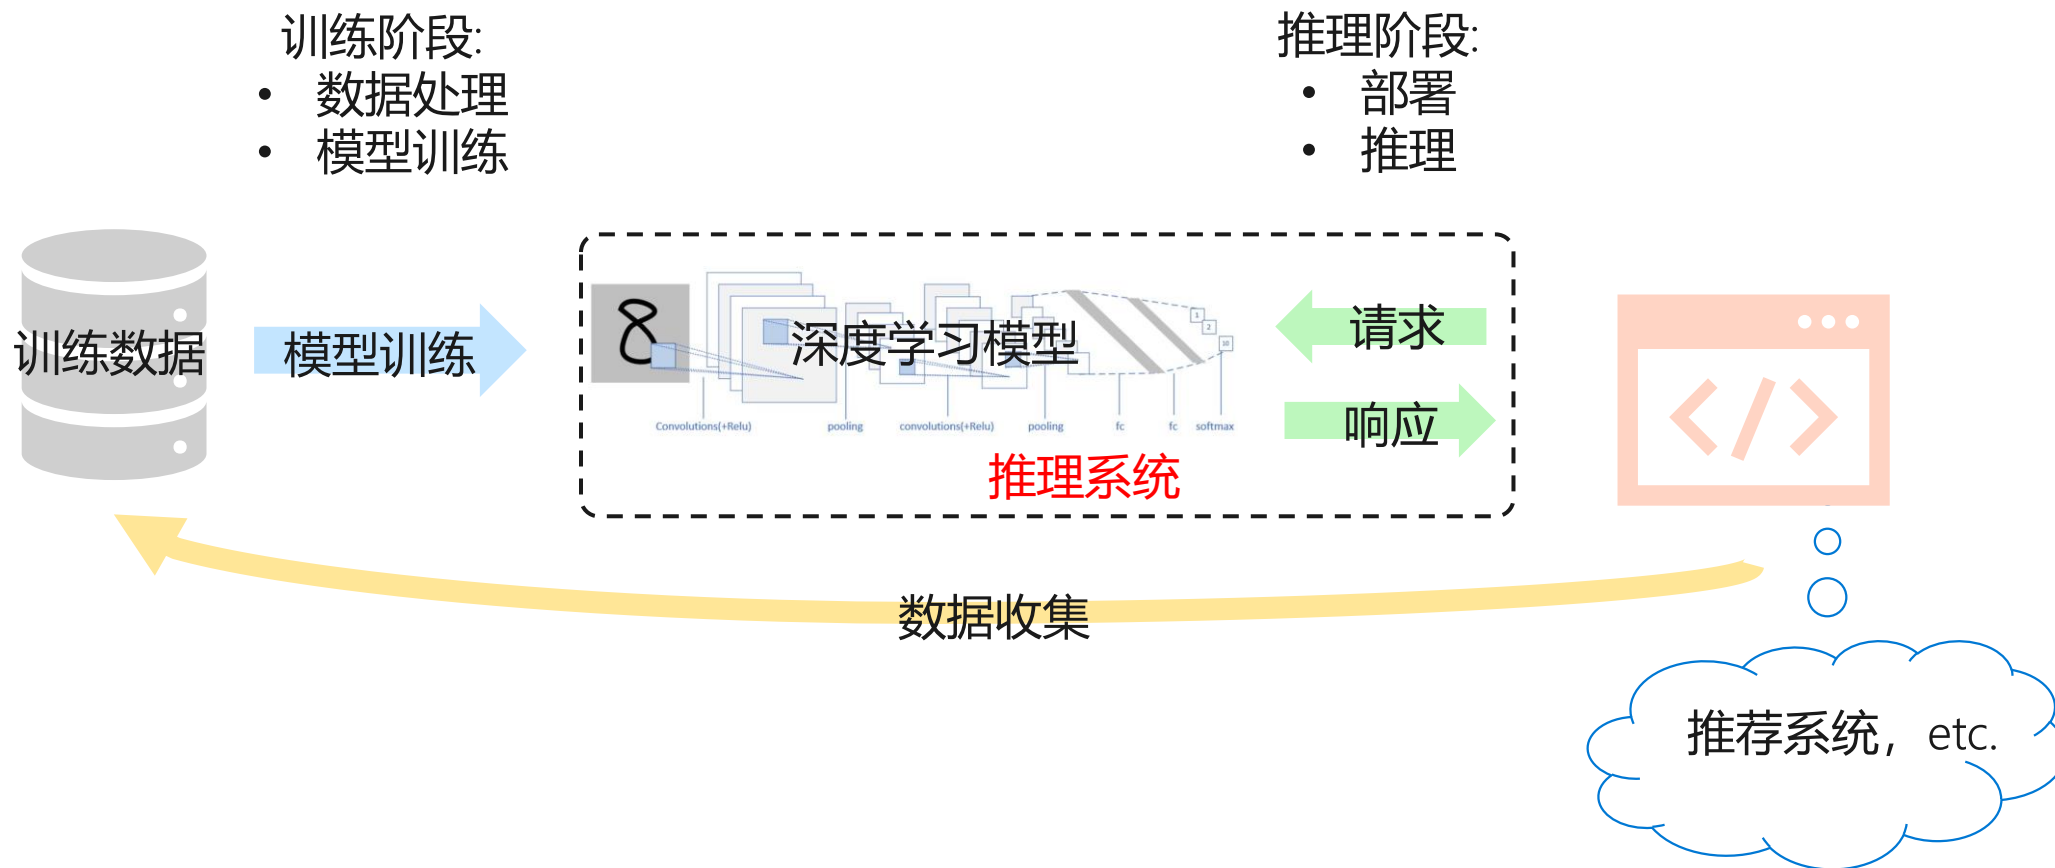 训练阶段:
• 数据处理
• 模型训练
推理阶段:
• 部署
• 推理
训练数据
模型训练
深度学习模型
1
2
10
Convolutions(+Relu)
pooling
convolutions(+Relu)
pooling
fc
fc
softmax
推理系统
请求
响应
数据收集
推荐系统，etc.